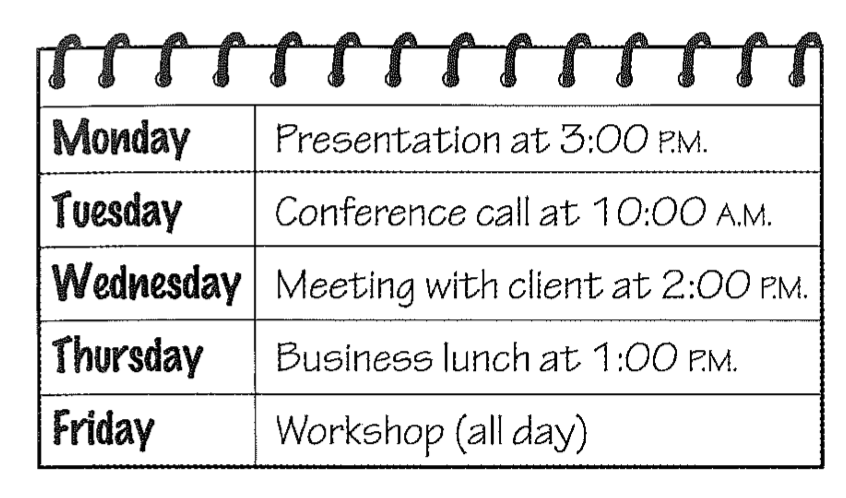 Monday Presentation at 3:00 P.M.
Tuesday Conference call at 10:00 A.M.
Wednesday Meeting with client at 2:00 P.M.
Thursday Business lunch at 1:00 P.M.
Friday Workshop (all day)